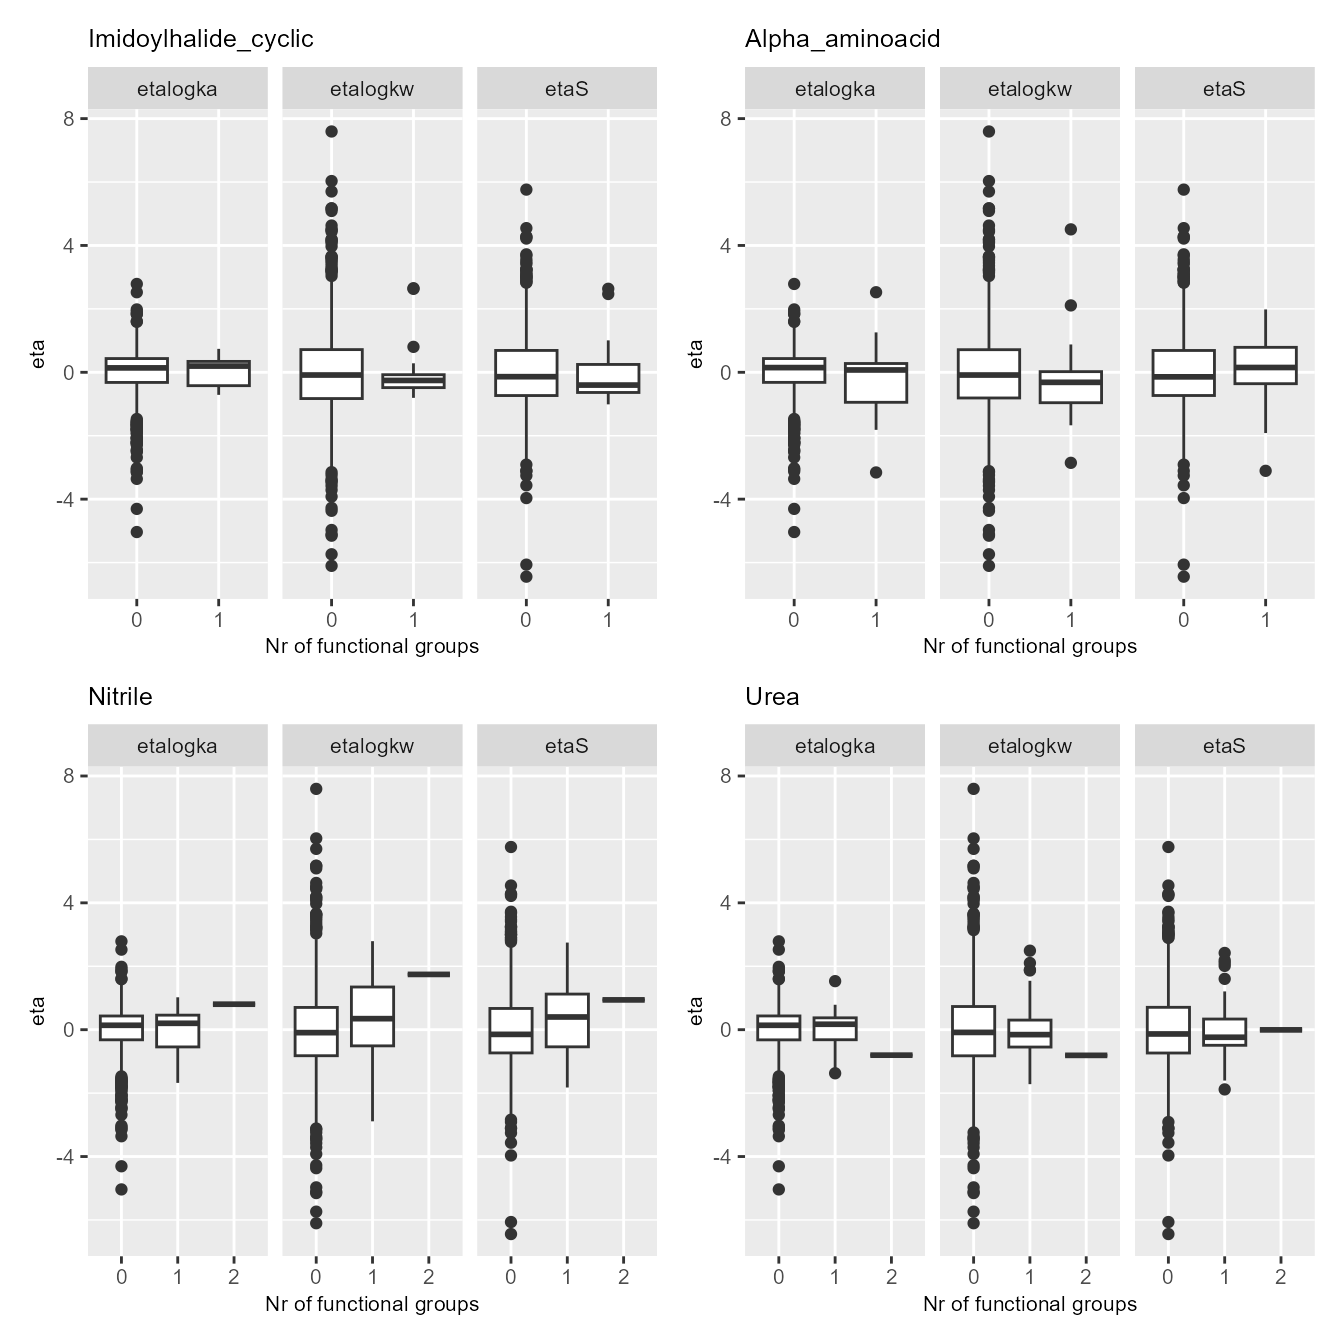 Imidoylhalide_cyclic
etalogka etalogkw etaS
8
4
0
-4
eta
0 1 0 1 0 1
Nr of functional groups
Alpha_aminoacid
etalogka etalogkw etaS
8
4
0
-4
eta
0 1 0 1 0 1
Nr of functional groups
Nitrile
etalogka etalogkw etaS
8
4
0
-4
eta
0 1 2 0 1 2 0 1 2
Nr of functional groups
Urea
etalogka etalogkw etaS
8
4
0
-4
eta
0 1 2 0 1 2 0 1 2
Nr of functional groups